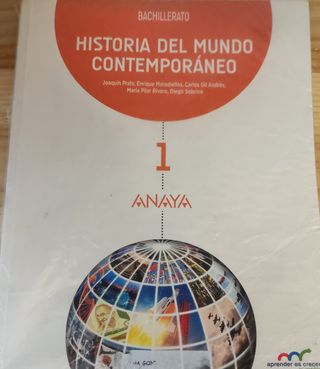 BACHILLERATO
HISTORIA DEL MUNDO
CONTEMPORÁNEO
Joaquín Prats, Enrique Moradiellos, Carlos Gil Andrés,
María Pilar Rivero, Diego Sobrino
1
ANAYA
aprender es crecer